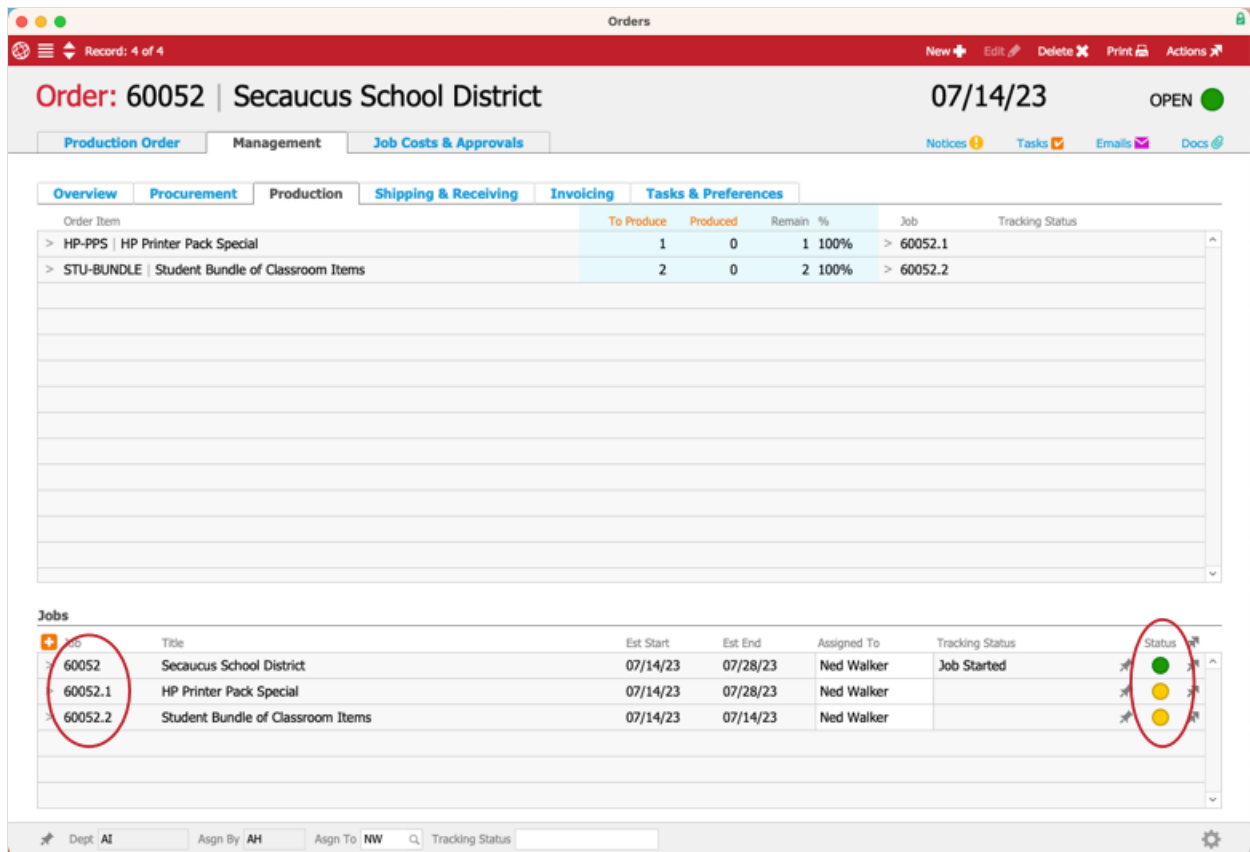 Orders
Record: 4 of 4 New Edit Delete Print Actions
Order: 60052 | Secaucus School District 07/14/23 OPEN
Production Order Management Job Costs & Approvals Notices Tasks Emails Docs
Overview Procurement Production Shipping & Receiving Invoicing Tasks & Preferences
Order Item To Produce Produced Remain % Job Tracking Status
> HP-PPS | HP Printer Pack Special 1 0 1 100% > 60052.1
> STU-BUNDLE | Student Bundle of Classroom Items 2 0 2 100% > 60052.2
Jobs
Job Title Est Start Est End Assigned To Tracking Status Status
> 60052 Secaucus School District 07/14/23 07/28/23 Ned Walker Job Started
> 60052.1 HP Printer Pack Special 07/14/23 07/28/23 Ned Walker
> 60052.2 Student Bundle of Classroom Items 07/14/23 07/14/23 Ned Walker
Dept AI Asgn By AH Asgn To NW Tracking Status